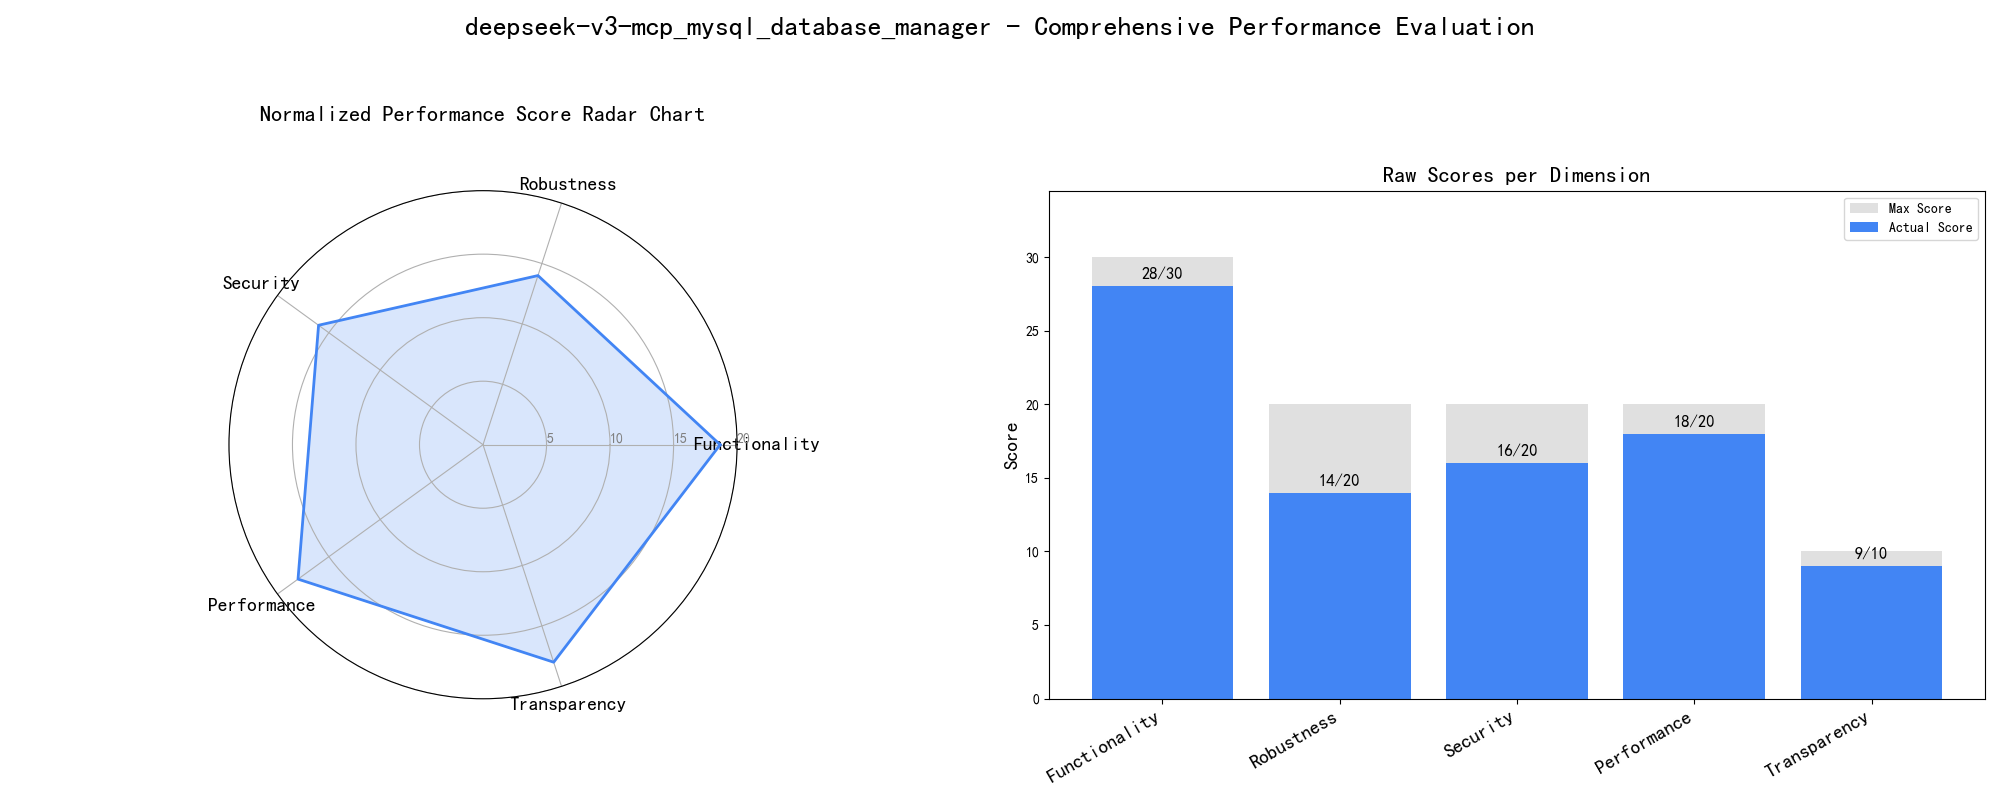 deepseek-v3-mcp_mysql_database_manager - Comprehensive Performance Evaluation
Normalized Performance Score Radar Chart
Robustness
Security
Functionality
Performance
Transparency
5
10
15
20
Raw Scores per Dimension
Max Score
Actual Score
Score
30
25
20
15
10
5
0
28/30
14/20
16/20
18/20
9/10
Functionality
Robustness
Security
Performance
Transparency